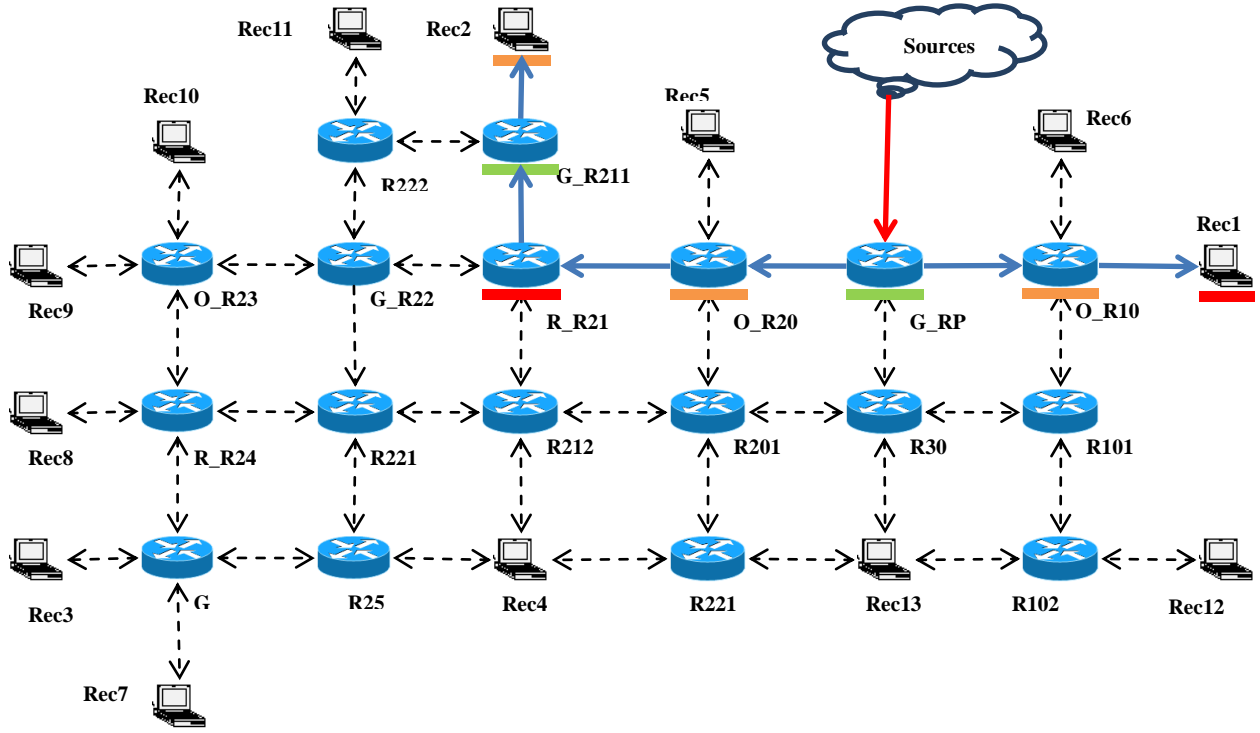 Rec11
Rec2
Sources
Rec10
Rec5
Rec6
R222
G_R211
Rec1
Rec9
O_R23
G_R22
R_R21
O_R20
G_RP
O_R10
Rec8
R_R24
R221
R212
R201
R30
R101
Rec3
G
R25
Rec4
R221
Rec13
R102
Rec12
Rec7